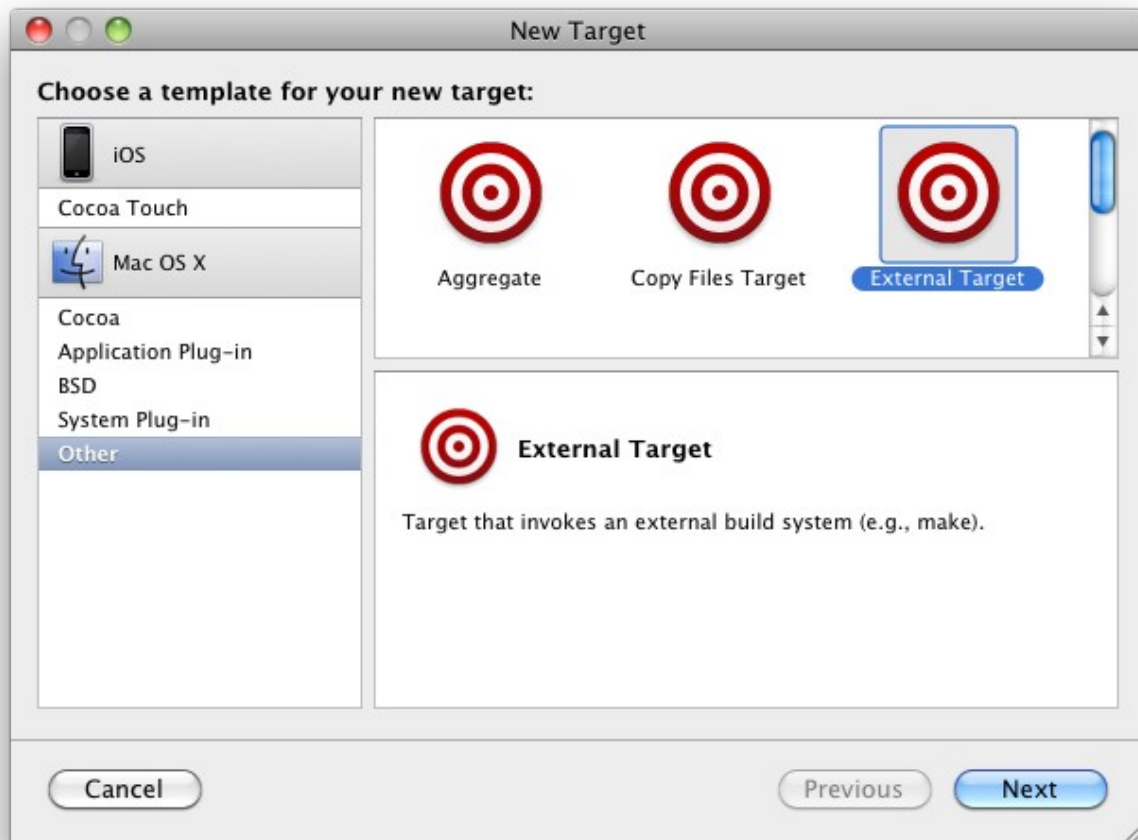 New Target
Choose a template for your new target:
iOS
Cocoa Touch
Mac OS X
Cocoa
Application Plug-in
BSD
System Plug-in
Other
Aggregate
Copy Files Target
External Target
External Target
Target that invokes an external build system (e.g., make).
Cancel
Previous
Next